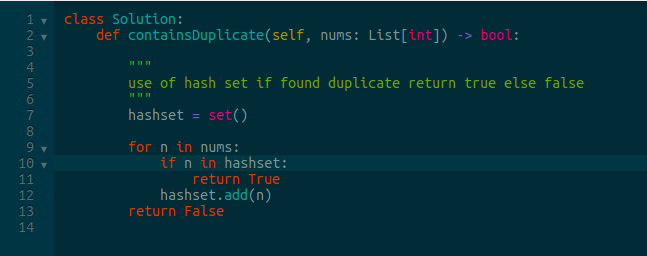 1 class Solution:
2     def containsDuplicate(self, nums: List[int]) -> bool:
3
4         """
5         use of hash set if found duplicate return true else false
6         """
7         hashset = set()
8
9         for n in nums:
10             if n in hashset:
11                 return True
12             hashset.add(n)
13         return False
14